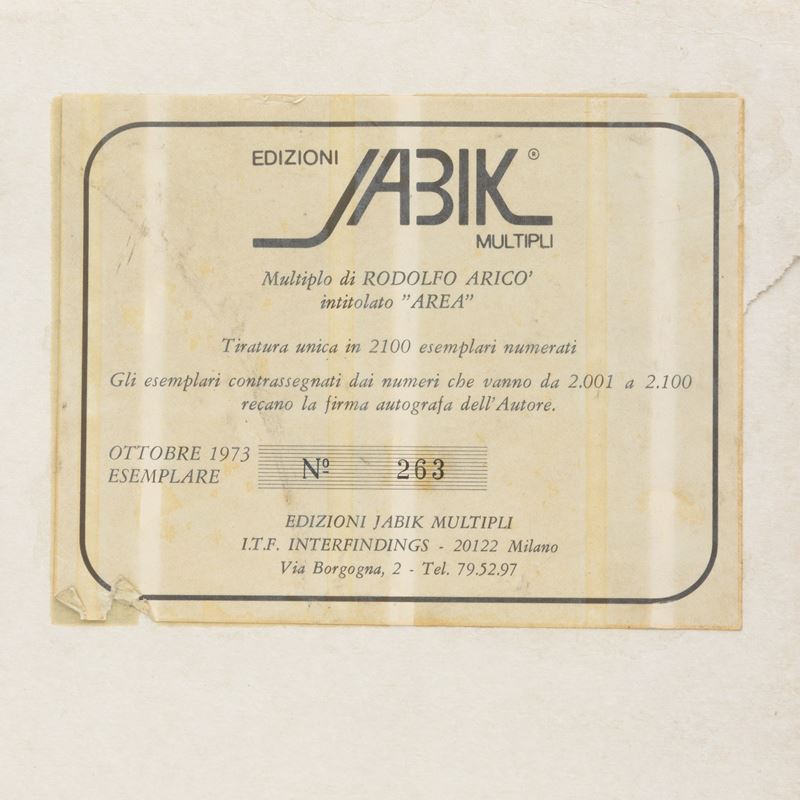 EDIZIONI
JABIK®
MULTIPLI
Multiplo di RODOLFO ARICO'
intitolato "AREA"
Tiratura unica in 2100 esemplari numerati
Gli esemplari contrassegnati dai numeri che vanno da 2.001 a 2.100
recano la firma autografa dell'Autore.
OTTOBRE 1973
ESEMPLARE Nº 263
EDIZIONI JABIK MULTIPLI
I.T.F. INTERFINDINGS - 20122 Milano
Via Borgogna, 2 - Tel. 79.52.97